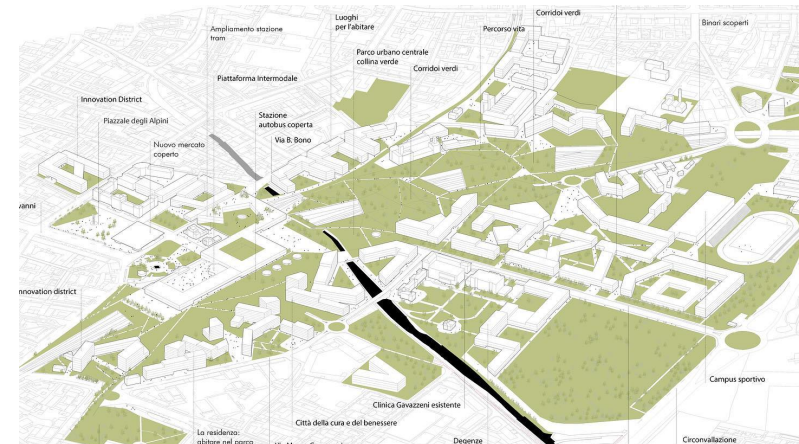 Corridoi verdi
Luoghi
per l'abitare
Ampliamento stazione
tram
Percorso vita
Binari scoperti
Parco urbano centrale
collina verde
Corridoi verdi
Piattaforma Intermodale
Innovation District
Stazione
autobus coperta
Piazzale degli Alpini
Via B. Bono
Nuovo mercato
coperto
vanni
nnovation district
Campus sportivo
Clinica Gavazzeni esistente
Città della cura e del benessere
La residenza:
abitare nel parco
Degenze
Circonvallazione